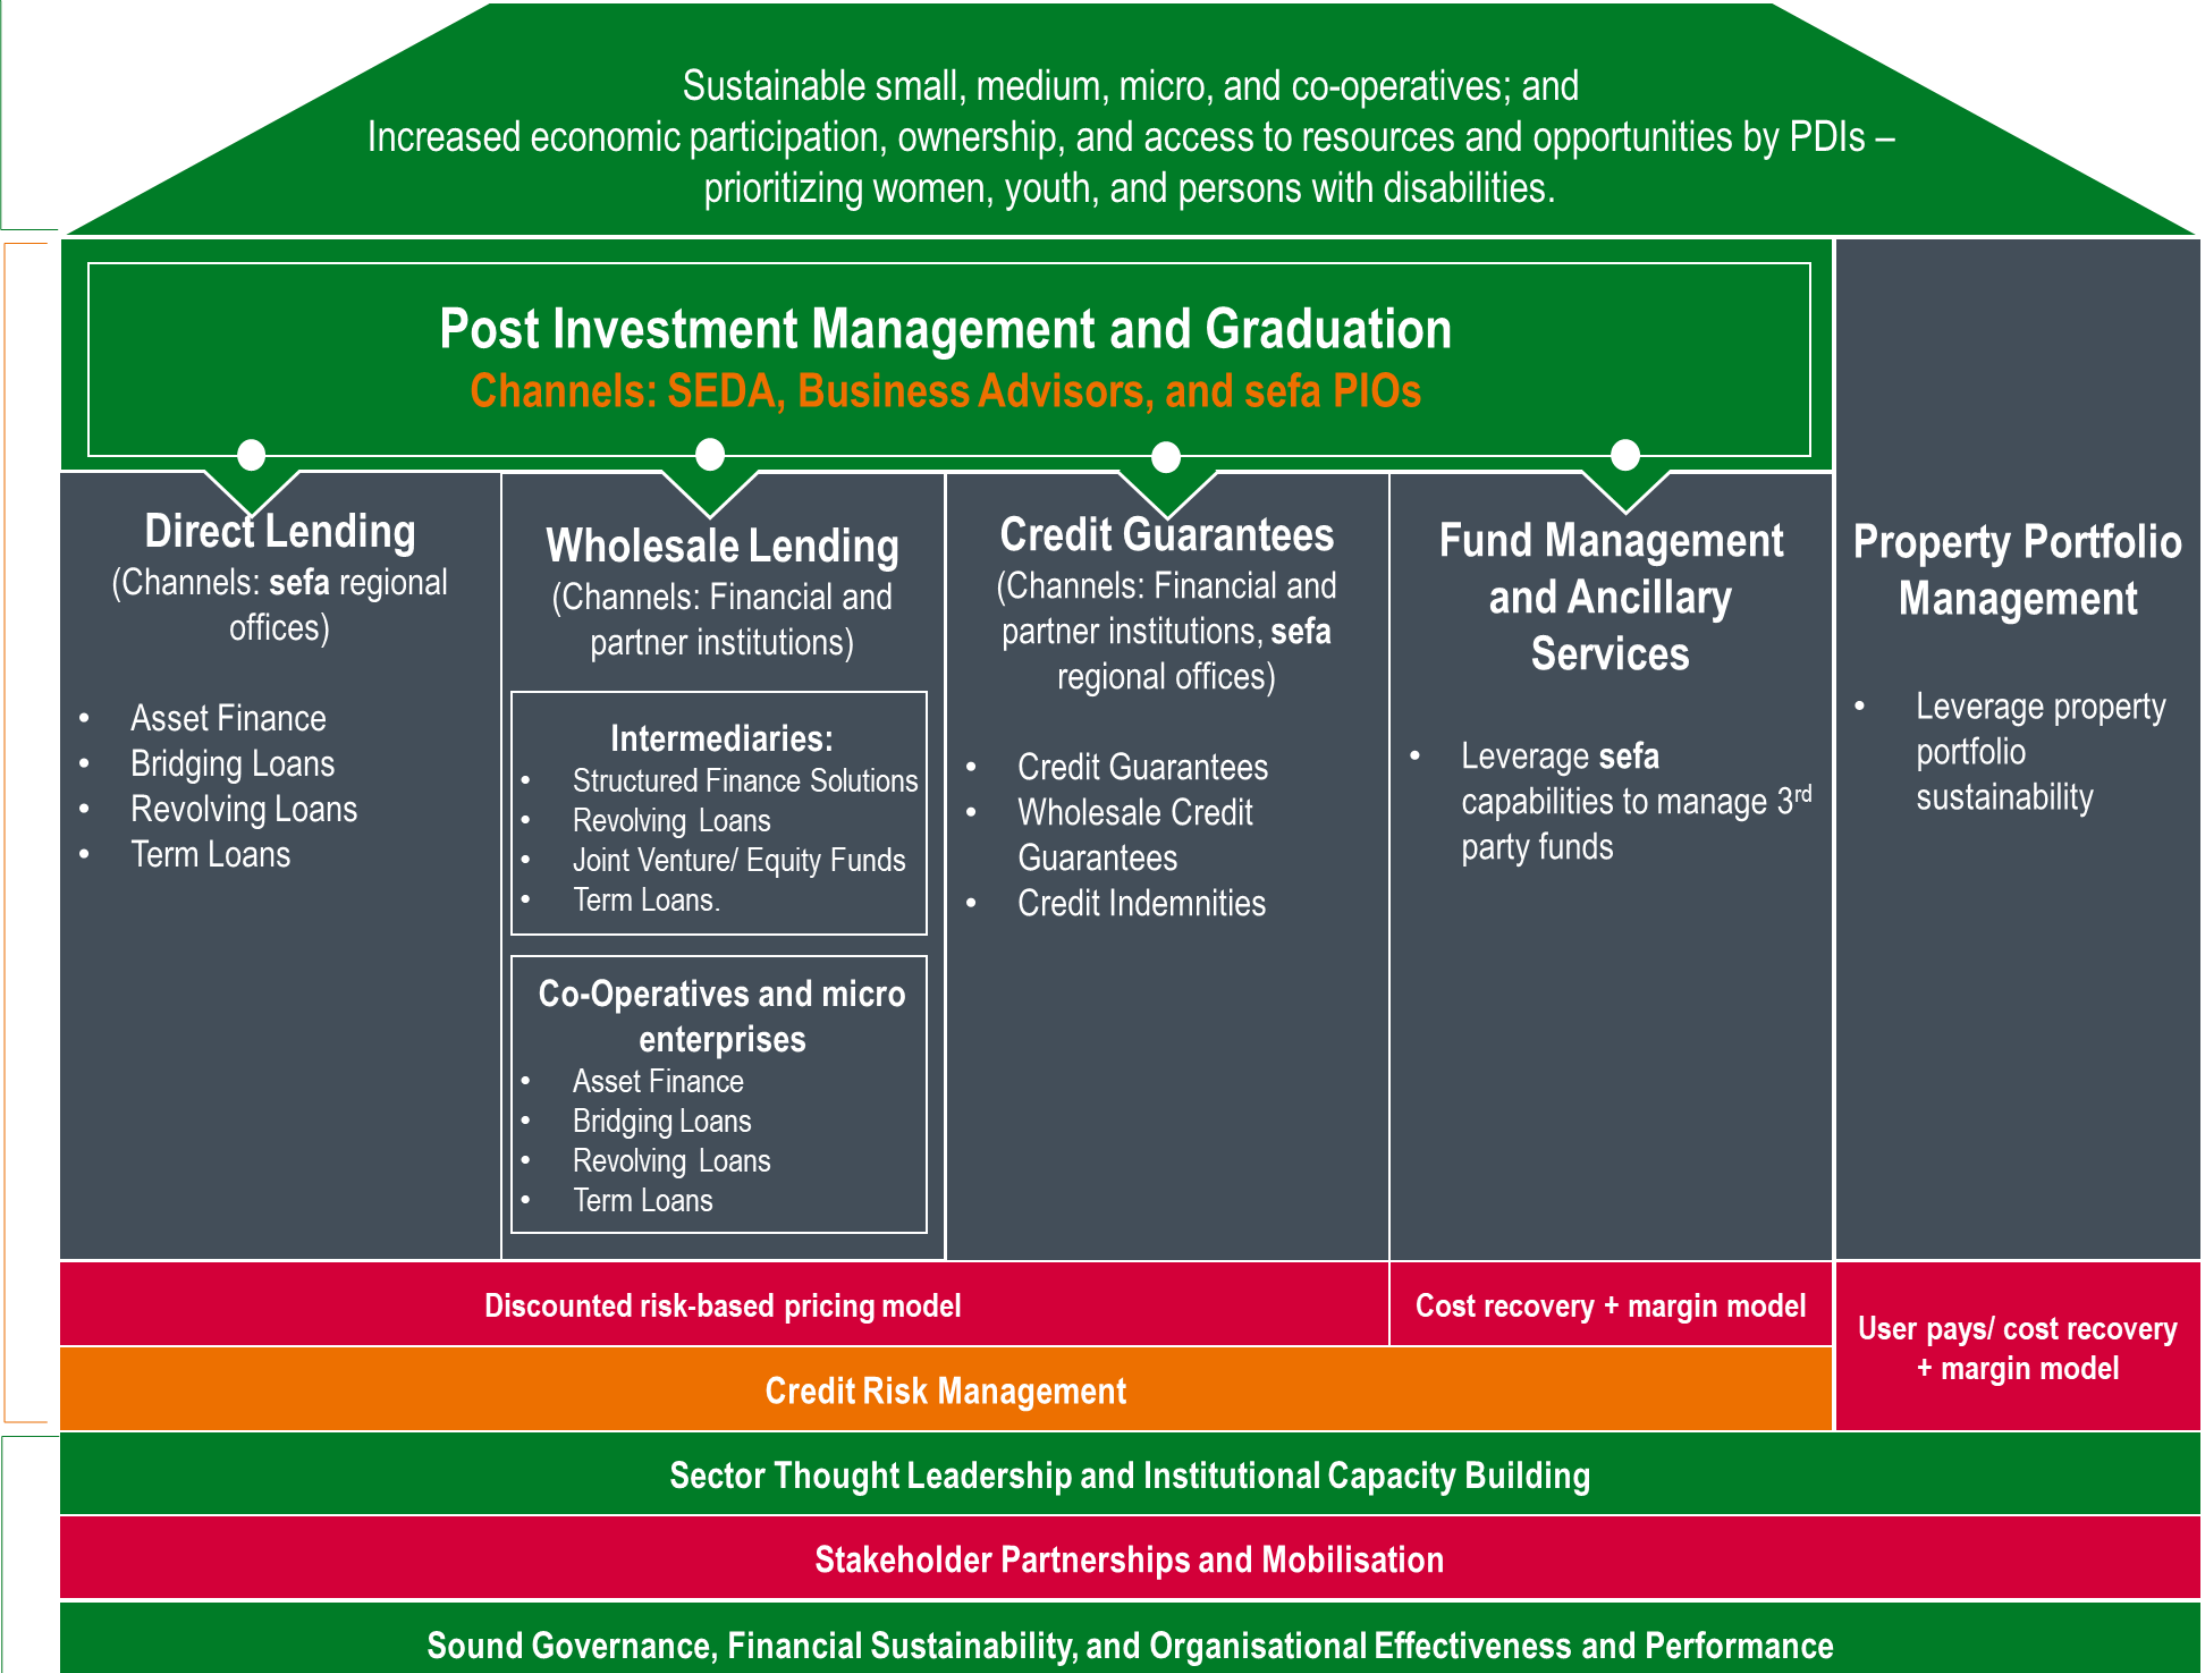 Sustainable small, medium, micro, and co-operatives; and
Increased economic participation, ownership, and access to resources and opportunities by PDIs –
prioritizing women, youth, and persons with disabilities.
Post Investment Management and Graduation
Channels: SEDA, Business Advisors, and sefa PIOs
Direct Lending
(Channels: sefa regional
offices)
• Asset Finance
• Bridging Loans
• Revolving Loans
• Term Loans
Wholesale Lending
(Channels: Financial and
partner institutions)
Intermediaries:
• Structured Finance Solutions
• Revolving Loans
• Joint Venture/ Equity Funds
• Term Loans.
Co-Operatives and micro
enterprises
• Asset Finance
• Bridging Loans
• Revolving Loans
• Term Loans
Credit Guarantees
(Channels: Financial and
partner institutions, sefa
regional offices)
• Credit Guarantees
• Wholesale Credit
Guarantees
• Credit Indemnities
Fund Management
and Ancillary
Services
• Leverage sefa
capabilities to manage 3rd
party funds
Property Portfolio
Management
• Leverage property
portfolio
sustainability
Discounted risk-based pricing model
Cost recovery + margin model
User pays/ cost recovery
+ margin model
Credit Risk Management
Sector Thought Leadership and Institutional Capacity Building
Stakeholder Partnerships and Mobilisation
Sound Governance, Financial Sustainability, and Organisational Effectiveness and Performance